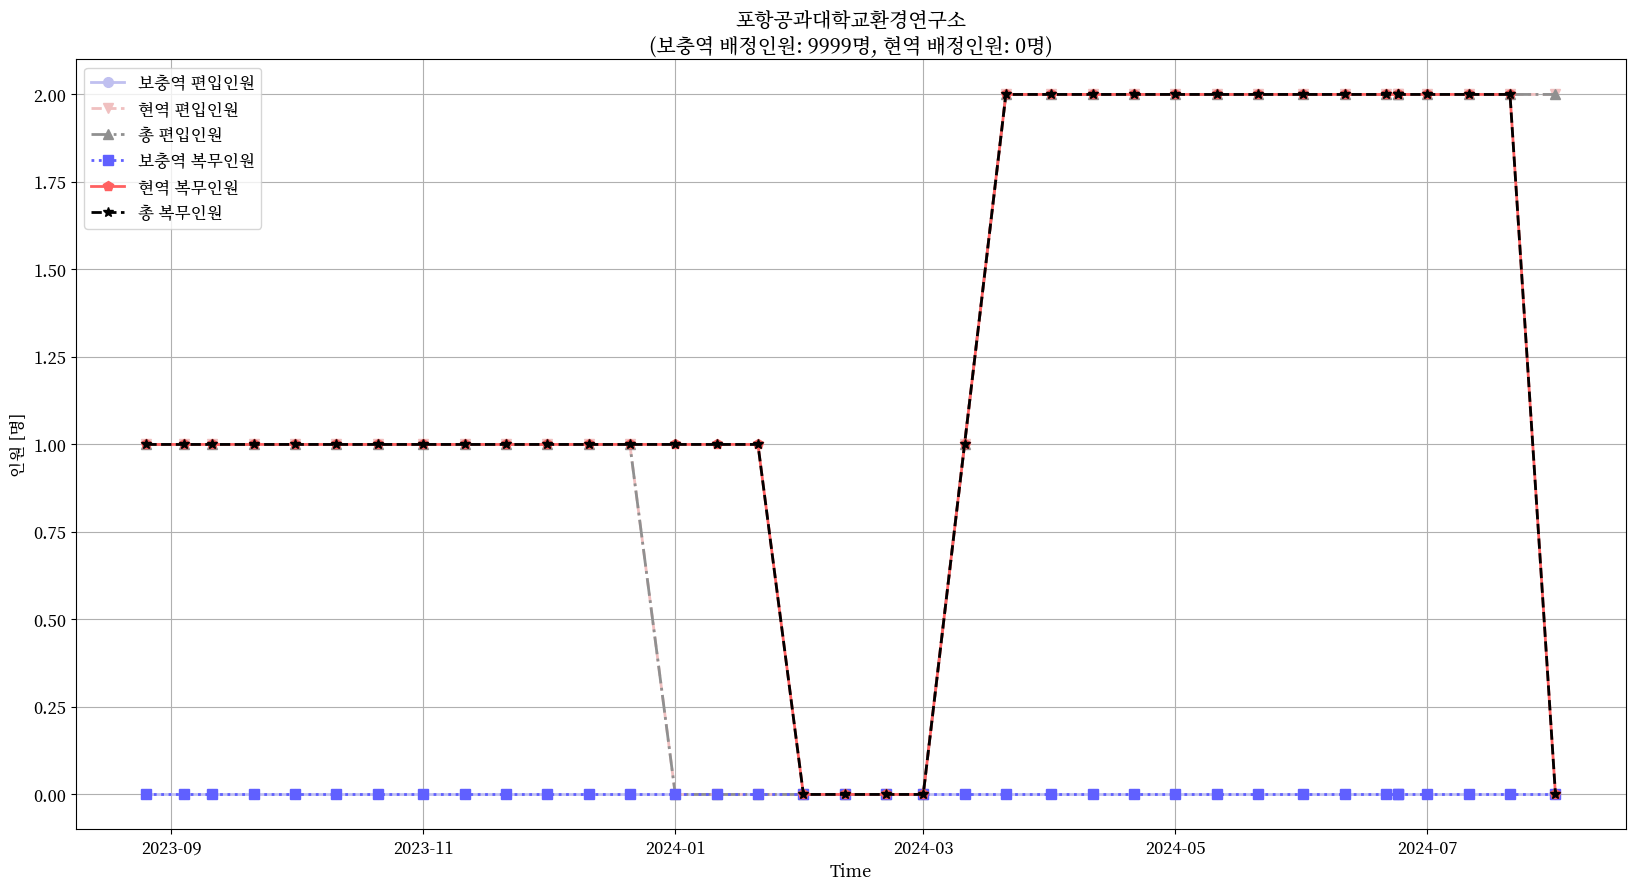 포항공과대학교환경연구소
(보충역 배정인원: 9999명, 현역 배정인원: 0명)
보충역 편입인원
현역 편입인원
총 편입인원
보충역 복무인원
현역 복무인원
총 복무인원
2.00
1.75
1.50
1.25
1.00
0.75
0.50
0.25
0.00
인원 [명]
2023-09
2023-11
2024-01
2024-03
2024-05
2024-07
Time